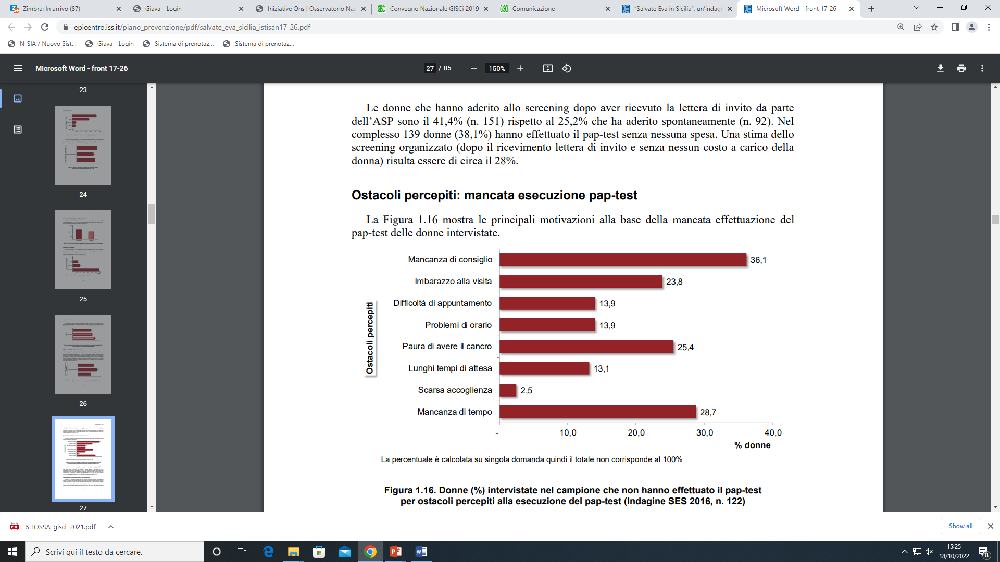 Zimbra: In arrivo (87)
Giava - Login
Iniziative Ons | Osservatorio Naz
Convegno Nazionale GISCi 2019
Comunicazione
"Salvate Eva in Sicilia", un'indag
Microsoft Word - front 17-26
epicentro.iss.it/piano_prevenzione/pdf/salvate_eva_sicilia_istisan17-26.pdf
N-SIA / Nuovo Sist...
Giava - Login
Sistema di prenotaz...
Sistema di prenotaz...
Microsoft Word - front 17-26
27 / 85
150%
23
24
25
26
27
Le donne che hanno aderito allo screening dopo aver ricevuto la lettera di invito da parte
dell'ASP sono il 41,4% (n. 151) rispetto al 25,2% che ha aderito spontaneamente (n. 92). Nel
complesso 139 donne (38,1%) hanno effettuato il pap-test senza nessuna spesa. Una stima dello
screening organizzato (dopo il ricevimento lettera di invito e senza nessun costo a carico della
donna) risulta essere di circa il 28%.
Ostacoli percepiti: mancata esecuzione pap-test
La Figura 1.16 mostra le principali motivazioni alla base della mancata effettuazione del
pap-test delle donne intervistate.
Ostacoli percepiti
Mancanza di consiglio 36,1
Imbarazzo alla visita 23,8
Difficoltà di appuntamento 13,9
Problemi di orario 13,9
Paura di avere il cancro 25,4
Lunghi tempi di attesa 13,1
Scarsa accoglienza 2,5
Mancanza di tempo 28,7
- 10,0 20,0 30,0 40,0
% donne
La percentuale è calcolata su singola domanda quindi il totale non corrisponde al 100%
Figura 1.16. Donne (%) intervistate nel campione che non hanno effettuato il pap-test
per ostacoli percepiti alla esecuzione del pap-test (Indagine SES 2016, n. 122)
5_IOSSA_gisci_2021.pdf
Show all
Scrivi qui il testo da cercare.
15:25
18/10/2022
8